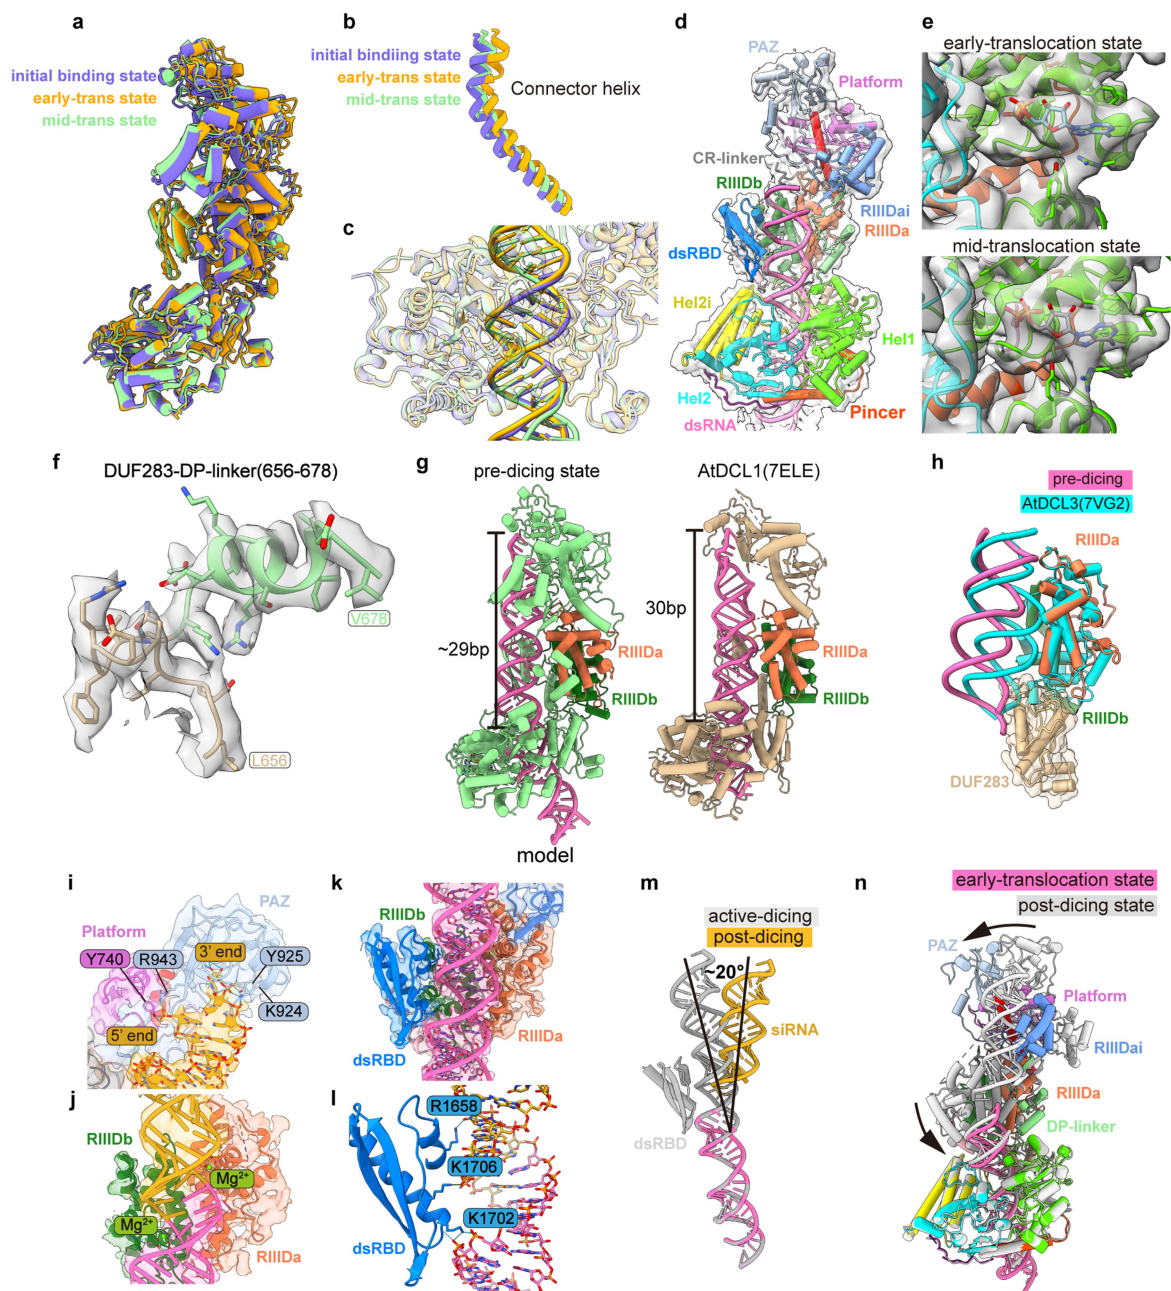 a
initial binding state
early-trans state
mid-trans state
b
initial bindiing state
early-trans state
mid-trans state
Connector helix
c
d
PAZ
Platform
CR-linker
RIIIDb
RIIIDai
RIIIDa
dsRBD
Hel2i
Hel1
Hel2
Pincer
dsRNA
e
early-translocation state
mid-translocation state
f
DUF283-DP-linker(656-678)
V678
L656
g
pre-dicing state
AtDCL1(7ELE)
~29bp
30bp
RIIIDa
RIIIDb
RIIIDa
RIIIDb
model
h
pre-dicing
AtDCL3(7VG2)
RIIIDa
RIIIDb
DUF283
i
PAZ
Platform
3' end
Y740
R943
Y925
K924
5' end
j
RIIIDb
Mg2+
Mg2+
RIIIDa
k
RIIIDb
dsRBD
RIIIDa
l
R1658
K1706
K1702
dsRBD
m
active-dicing
post-dicing
~20°
siRNA
dsRBD
n
early-translocation state
post-dicing state
PAZ
Platform
RIIIDai
RIIIDa
DP-linker